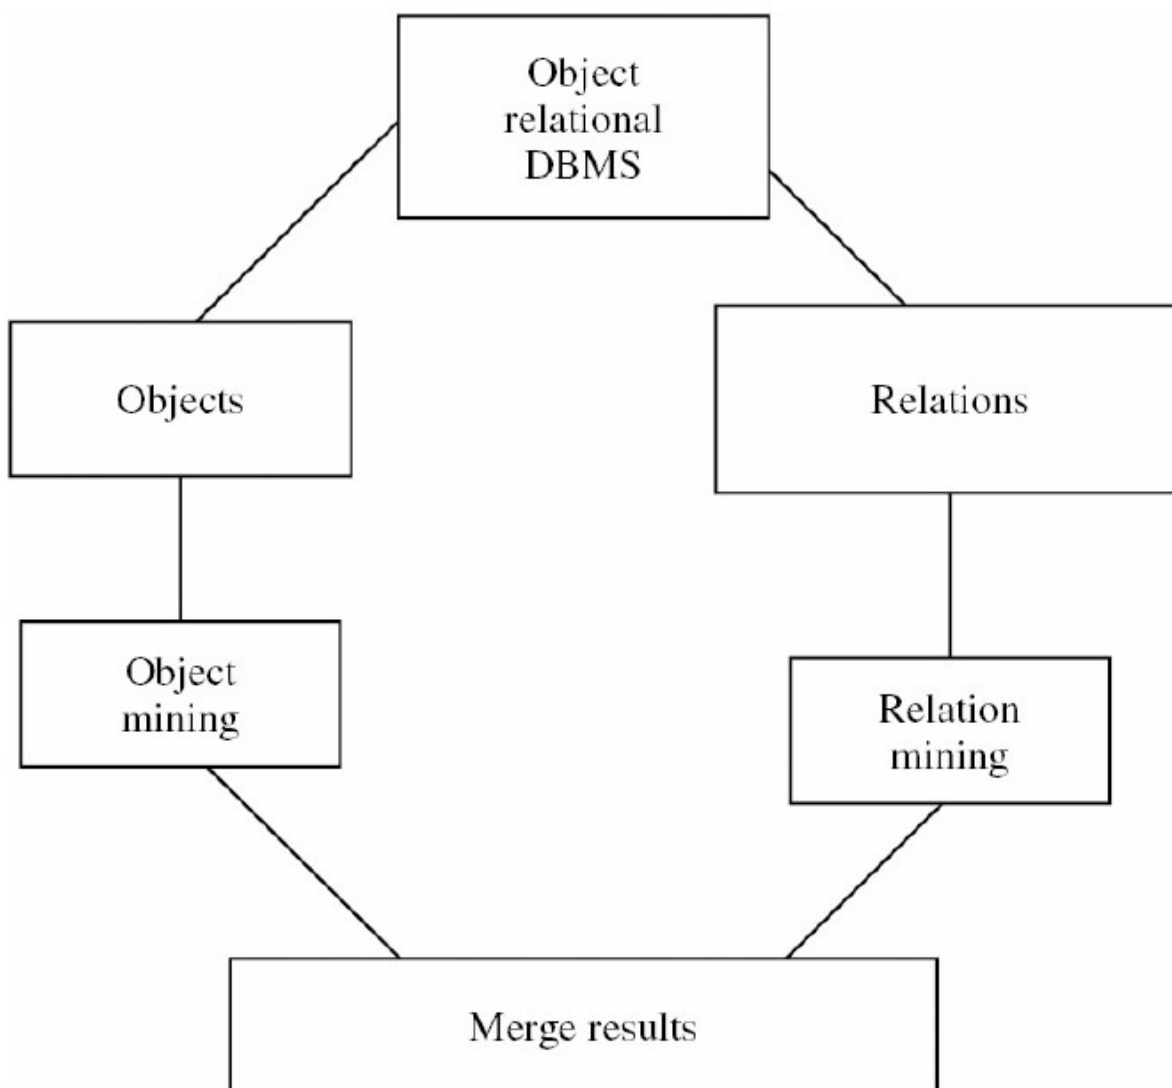 Object
relational
DBMS
Objects
Relations
Object
mining
Relation
mining
Merge results